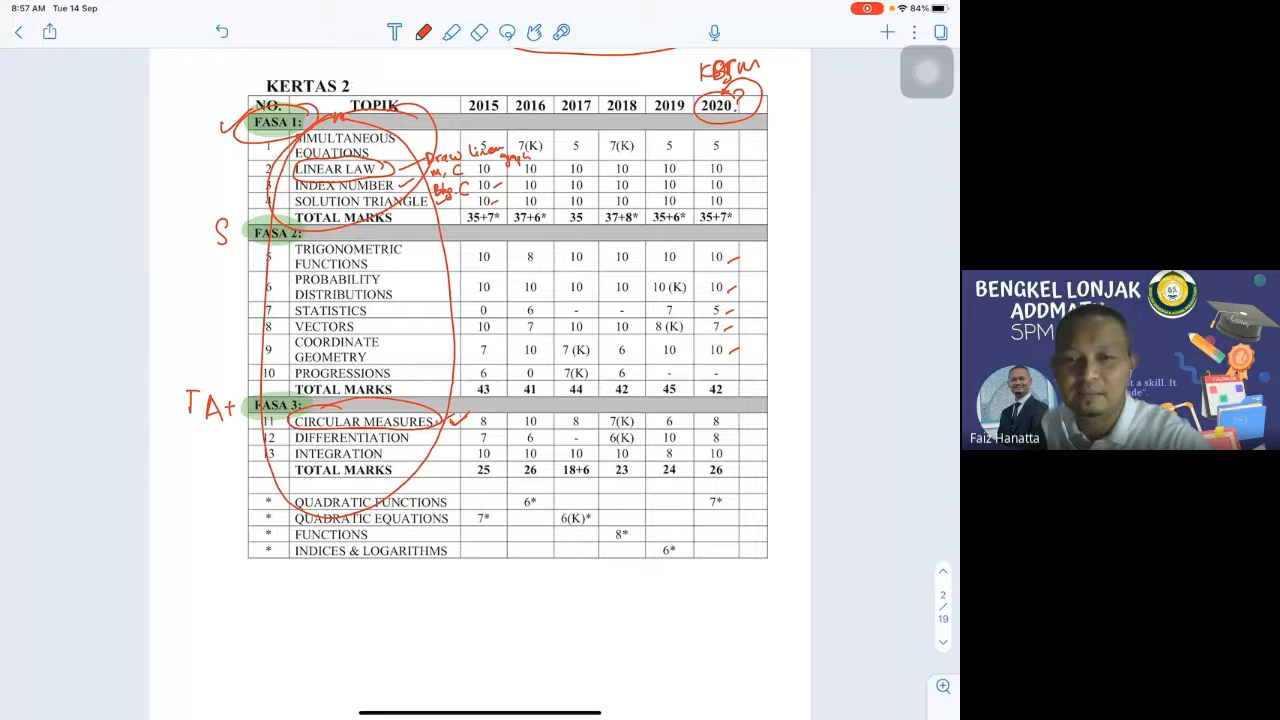 8:57 AM Tue 14 Sep
84%
KBSM
KERTAS 2
NO. TOPIK 2015 2016 2017 2018 2019 2020 ?
FASA 1:
1 SIMULTANEOUS EQUATIONS 5 7(K) 5 7(K) 5 5
Draw linear graph
2 LINEAR LAW 10 10 10 10 10 10
m, C
3 INDEX NUMBER 10 10 10 10 10 10
Bhg. C
4 SOLUTION TRIANGLE 10 10 10 10 10 10
TOTAL MARKS 35+7* 37+6* 35 37+8* 35+6* 35+7*
S
FASA 2:
5 TRIGONOMETRIC FUNCTIONS 10 8 10 10 10 10
6 PROBABILITY DISTRIBUTIONS 10 10 10 10 10 (K) 10
7 STATISTICS 0 6 - - 7 5
8 VECTORS 10 7 10 10 8 (K) 7
9 COORDINATE GEOMETRY 7 10 7 (K) 6 10 10
10 PROGRESSIONS 6 0 7(K) 6 - -
TOTAL MARKS 43 41 44 42 45 42
T A+
FASA 3:
11 CIRCULAR MEASURES 8 10 8 7(K) 6 8
12 DIFFERENTIATION 7 6 - 6(K) 10 8
13 INTEGRATION 10 10 10 10 8 10
TOTAL MARKS 25 26 18+6 23 24 26
* QUADRATIC FUNCTIONS 6* 7*
* QUADRATIC EQUATIONS 7* 6(K)*
* FUNCTIONS 8*
* INDICES & LOGARITHMS 6*
2
/
19
BENGKEL LONJAK
ADDMATH
SPM
t a skill. It
Canva
CALENDAR
Faiz Hanatta